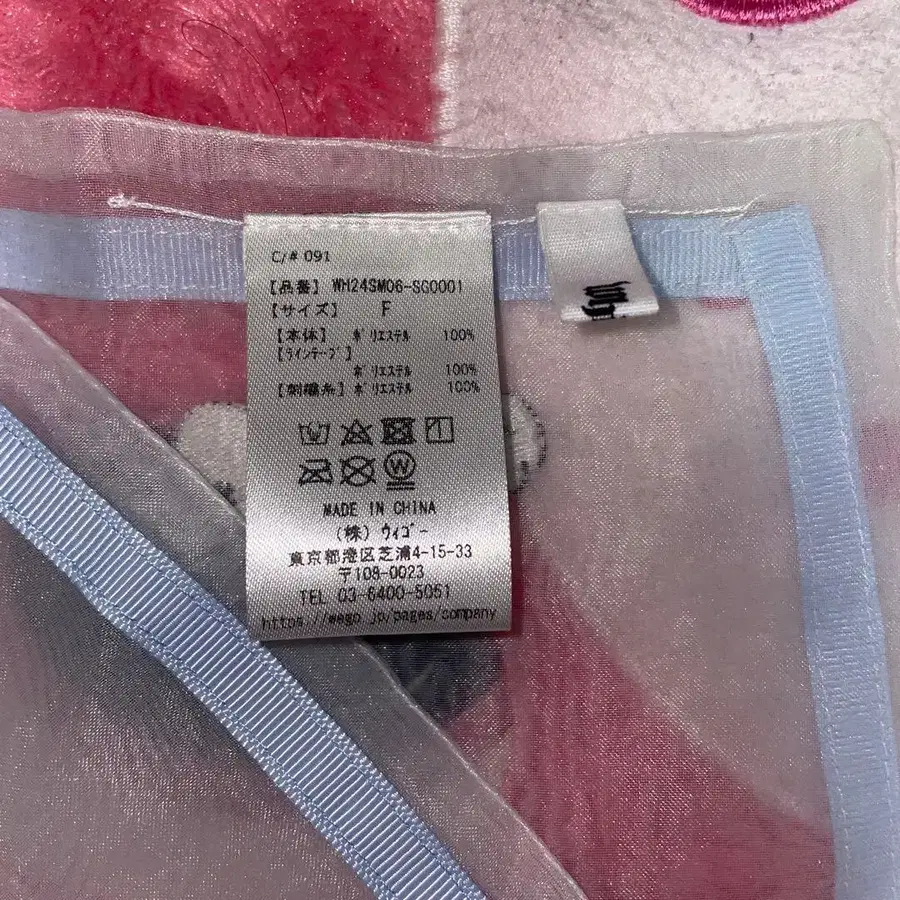 C/# 091
【品番】 WH24SM06-SG0001
【サイズ】 F
【本体】 ポリエステル 100%
【ラインテープ】
ポリエステル 100%
【刺繍糸】 ポリエステル 100%
W
MADE IN CHINA
(株) ウィゴー
東京都港区芝浦4-15-33
〒108-0023
TEL 03-6400-5051
https://wego.jp/pages/company